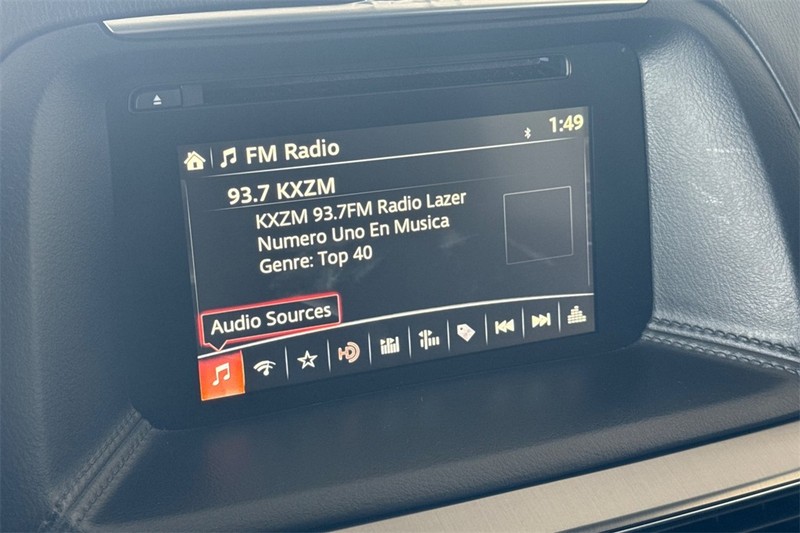 FM Radio
1:49
93.7 KXZM
KXZM 93.7FM Radio Lazer
Numero Uno En Musica
Genre: Top 40
Audio Sources
HD